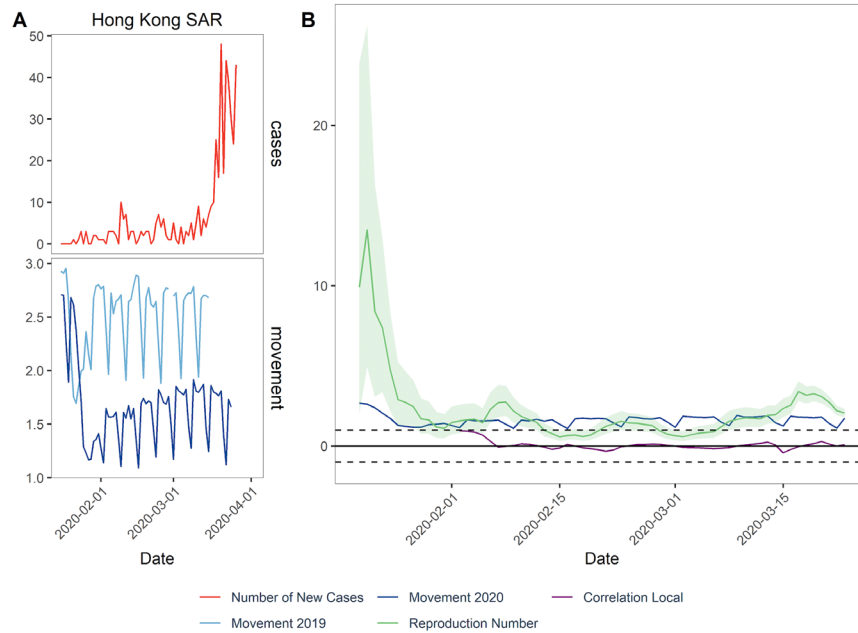 A
Hong Kong SAR
B
50
40
30
20
10
0
cases
3.0
2.5
2.0
1.5
1.0
movement
2020-02-01
2020-03-01
2020-04-01
Date
20
10
0
2020-02-01
2020-02-15
2020-03-01
2020-03-15
Date
Number of New Cases
Movement 2020
Correlation Local
Movement 2019
Reproduction Number